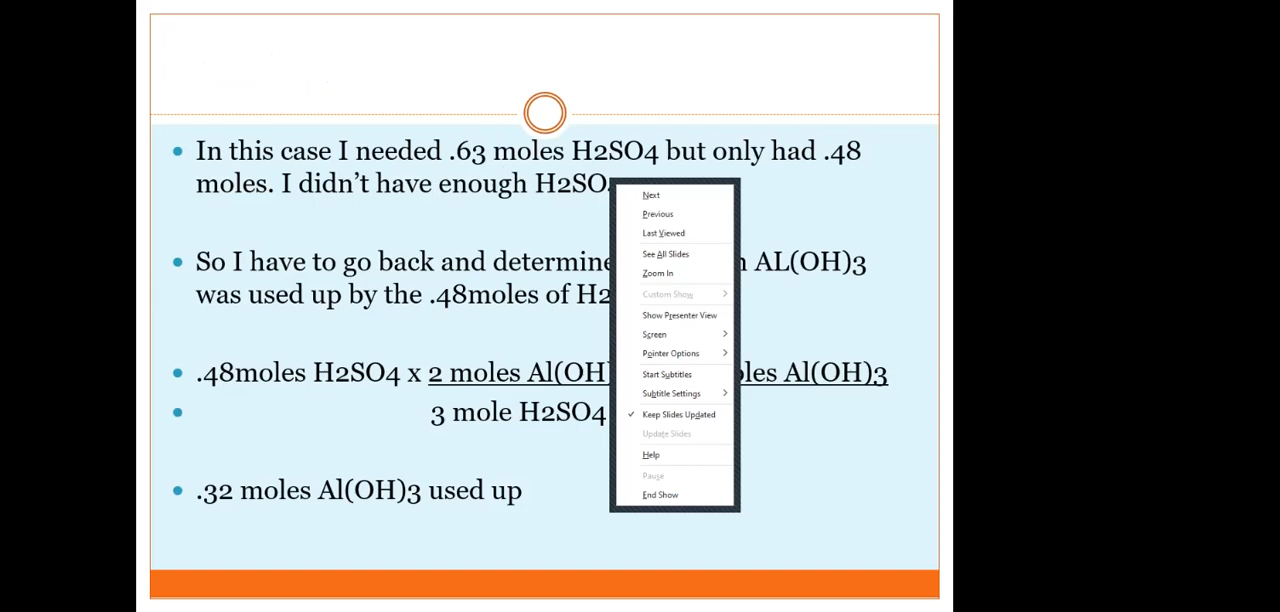 In this case I needed .63 moles H2SO4 but only had .48
moles. I didn't have enough H2SO
So I have to go back and determine AL(OH)3
was used up by the .48moles of H2
.48moles H2SO4 x 2 moles Al(OH) Al(OH)3
3 mole H2SO4
.32 moles Al(OH)3 used up
Next
Previous
Last Viewed
See All Slides
Zoom In
Custom Show
Show Presenter View
Screen
Pointer Options
Start Subtitles
Subtitle Settings
Keep Slides Updated
Update Slides
Help
Pause
End Show